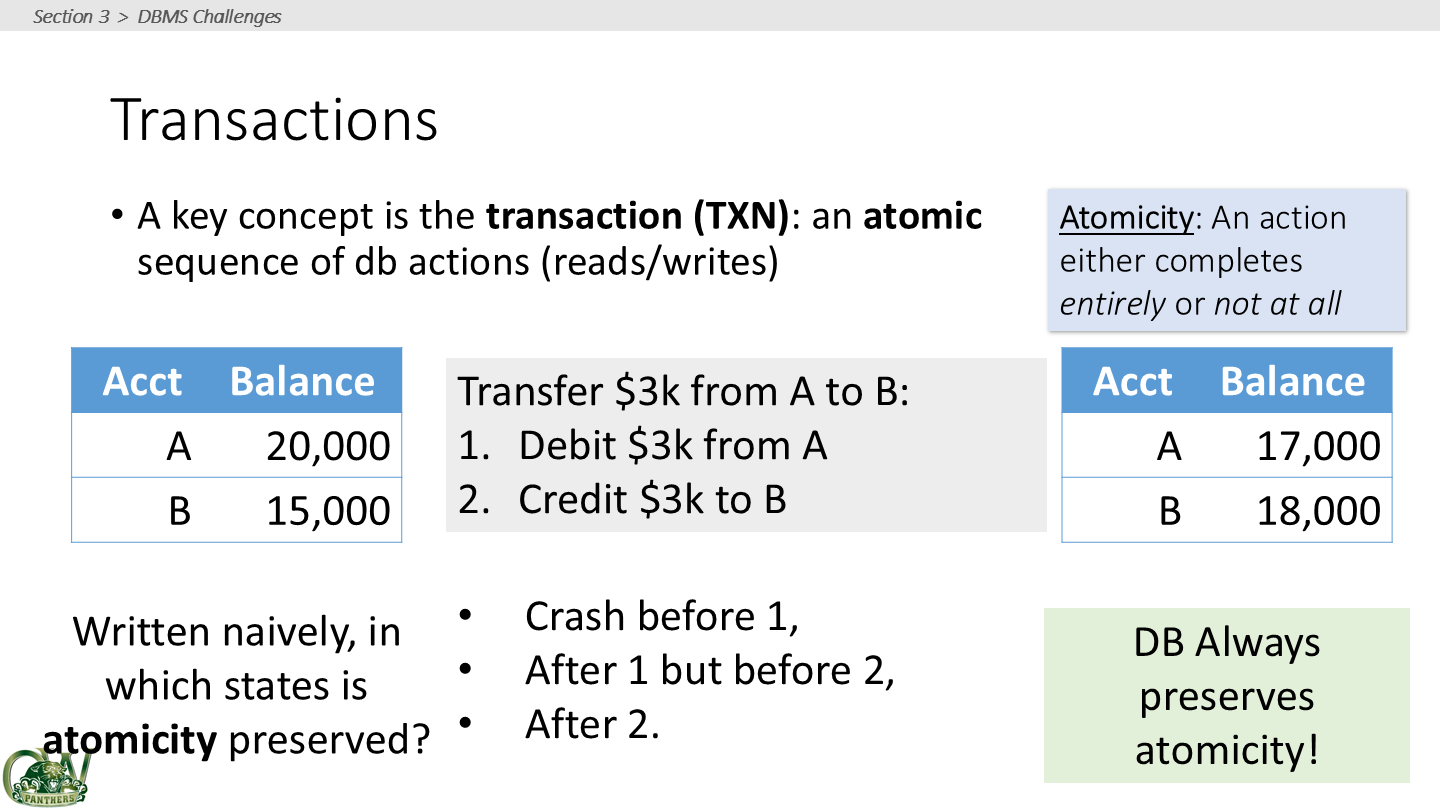 Section 3 > DBMS Challenges
Transactions
• A key concept is the transaction (TXN): an atomic
sequence of db actions (reads/writes)
Atomicity: An action
either completes
entirely or not at all
Acct Balance
A 20,000
B 15,000
Transfer $3k from A to B:
1. Debit $3k from A
2. Credit $3k to B
Acct Balance
A 17,000
B 18,000
Written naively, in
which states is
atomicity preserved?
• Crash before 1,
• After 1 but before 2,
• After 2.
DB Always
preserves
atomicity!
PANTHERS